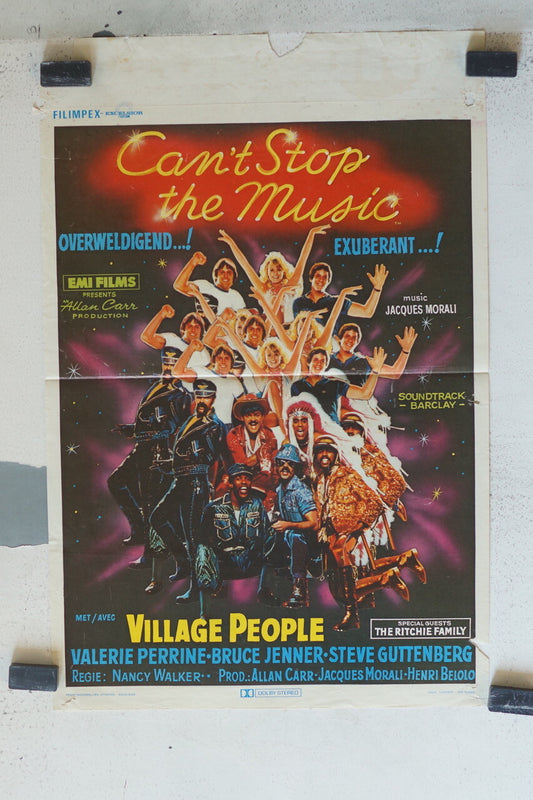 FILIMPEX - EXCELSIOR
Can't Stop
the Music
OVERWELDIGEND...!
EXUBERANT...!
EMI FILMS
PRESENTS
AN
Allan Carr
PRODUCTION
music
JACQUES MORALI
SOUNDTRACK
- BARCLAY -
MET/AVEC
VILLAGE PEOPLE
SPECIAL GUESTS
THE RITCHIE FAMILY
VALERIE PERRINE • BRUCE JENNER • STEVE GUTTENBERG
REGIE: NANCY WALKER • • PROD.: ALLAN CARR • JACQUES MORALI • HENRI BELOLO
DOLBY STEREO